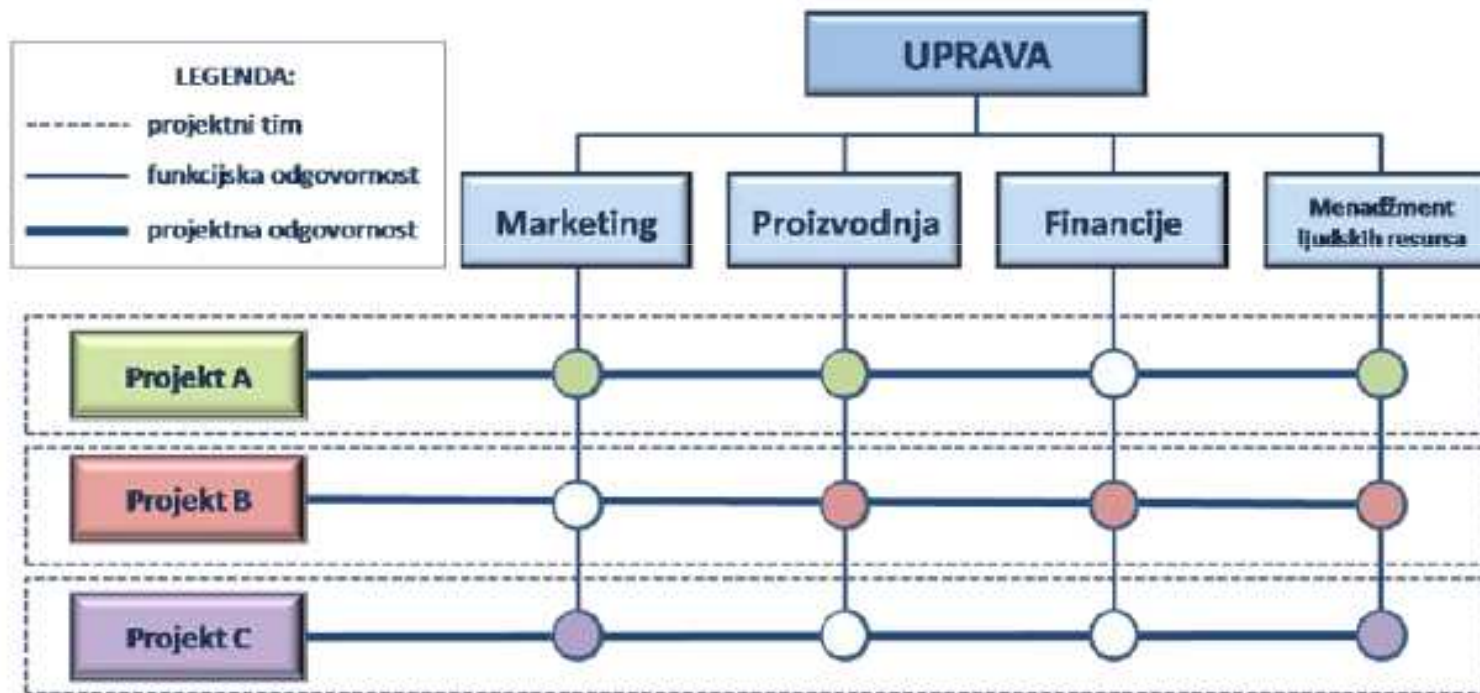 UPRAVA
LEGENDA:
projektni tim
funkcijska odgovornost
projektna odgovornost
Marketing
Proizvodnja
Financije
Menadžment
ljudskih resursa
Projekt A
Projekt B
Projekt C